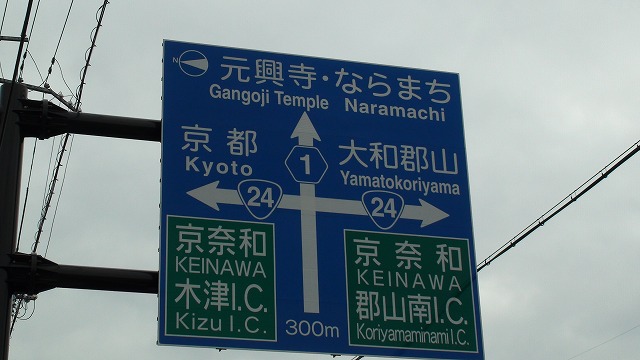 N
元興寺・ならまち
Gangoji Temple Naramachi
京都
Kyoto
1
大和郡山
Yamatokoriyama
24
24
京奈和
KEINAWA
木津I.C.
Kizu I.C.
300m
京奈和
KEINAWA
郡山南I.C.
Koriyamaminami I.C.